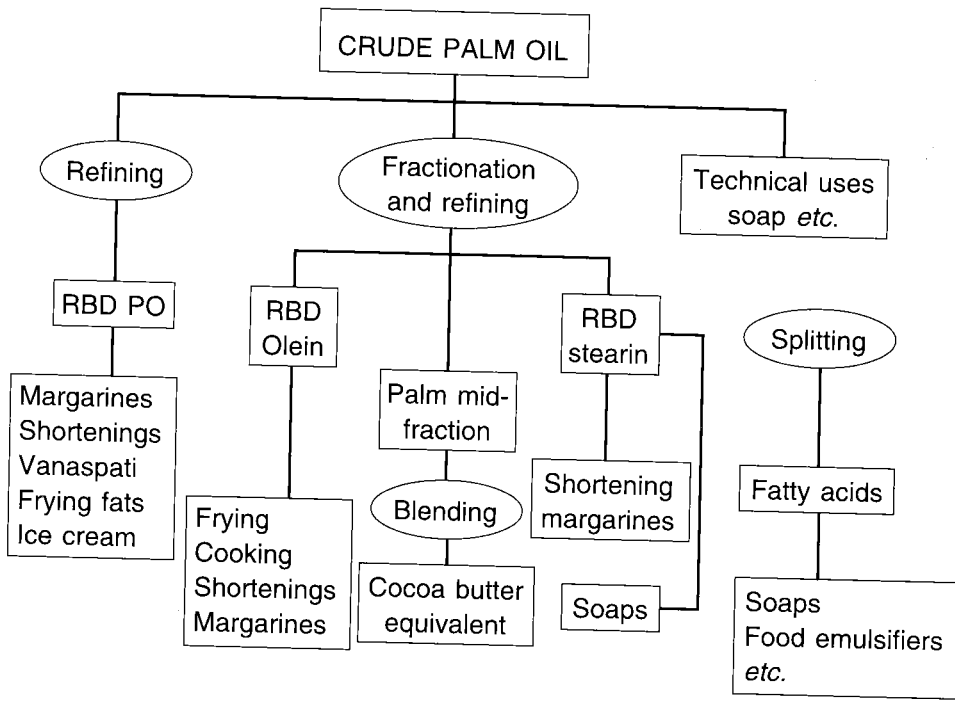 CRUDE PALM OIL
Refining
Fractionation
and refining
Technical uses
soap etc.
RBD PO
RBD
Olein
RBD
stearin
Splitting
Margarines
Shortenings
Vanaspati
Frying fats
Ice cream
Palm mid-
fraction
Shortening
margarines
Fatty acids
Frying
Cooking
Shortenings
Margarines
Blending
Cocoa butter
equivalent
Soaps
Soaps
Food emulsifiers
etc.